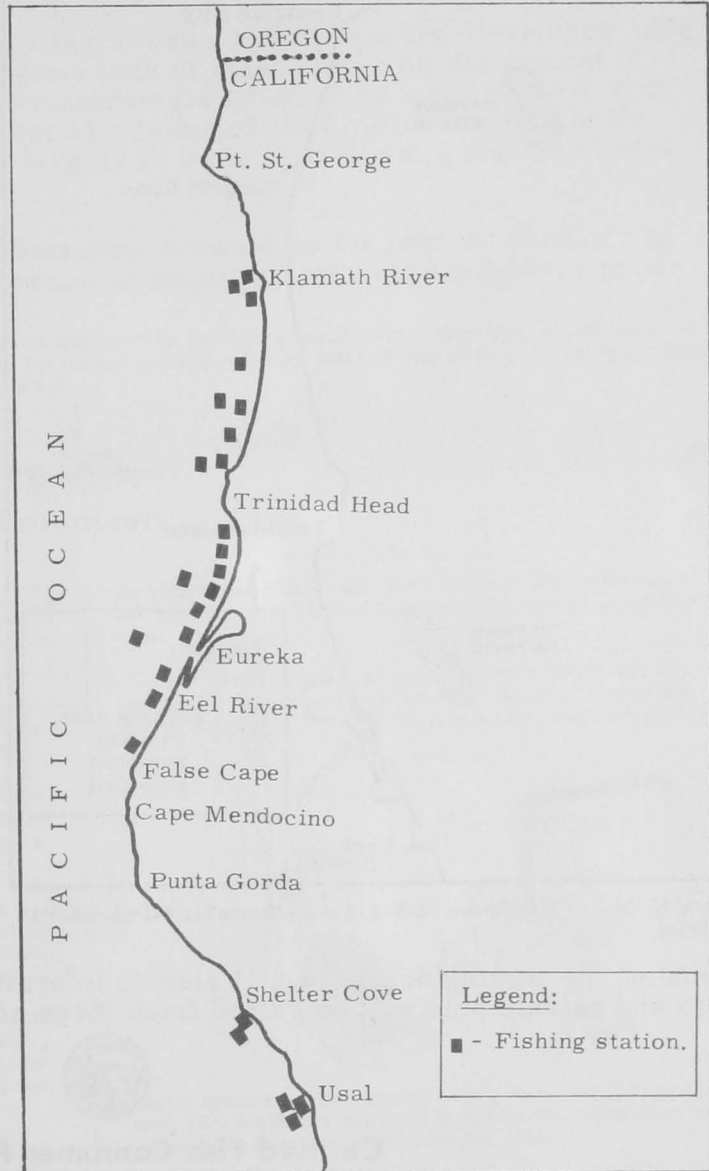 OREGON
CALIFORNIA
Pt. St. George
Klamath River
Trinidad Head
PACIFIC OCEAN
Eureka
Eel River
False Cape
Cape Mendocino
Punta Gorda
Shelter Cove
Usal
Legend:
- Fishing station.